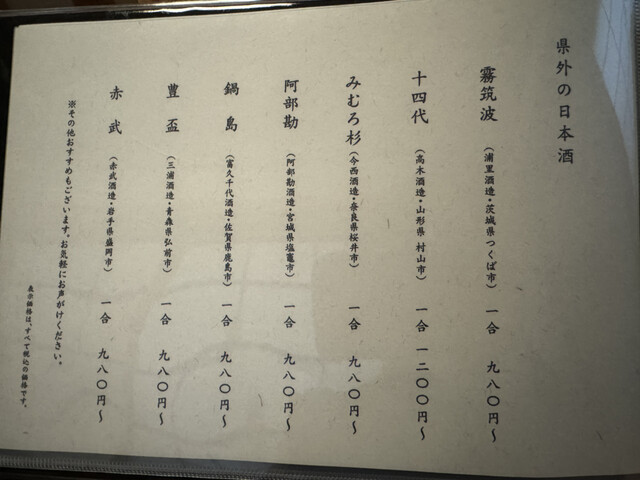 県外の日本酒
霧筑波 （浦里酒造・茨城県つくば市） 一合 九八〇円～
十四代 （高木酒造・山形県 村山市） 一合 一二〇〇円～
みむろ杉 （今西酒造・奈良県桜井市） 一合 九八〇円～
阿部勘 （阿部勘酒造・宮城県塩竈市） 一合 九八〇円～
鍋島 （富久千代酒造・佐賀県鹿島市） 一合 九八〇円～
豊盃 （三浦酒造・青森県弘前市） 一合 九八〇円～
赤武 （赤武酒造・岩手県盛岡市） 一合 九八〇円～
※その他おすすめもございます。お気軽にお声がけください。
表示価格は、すべて税込の価格です。